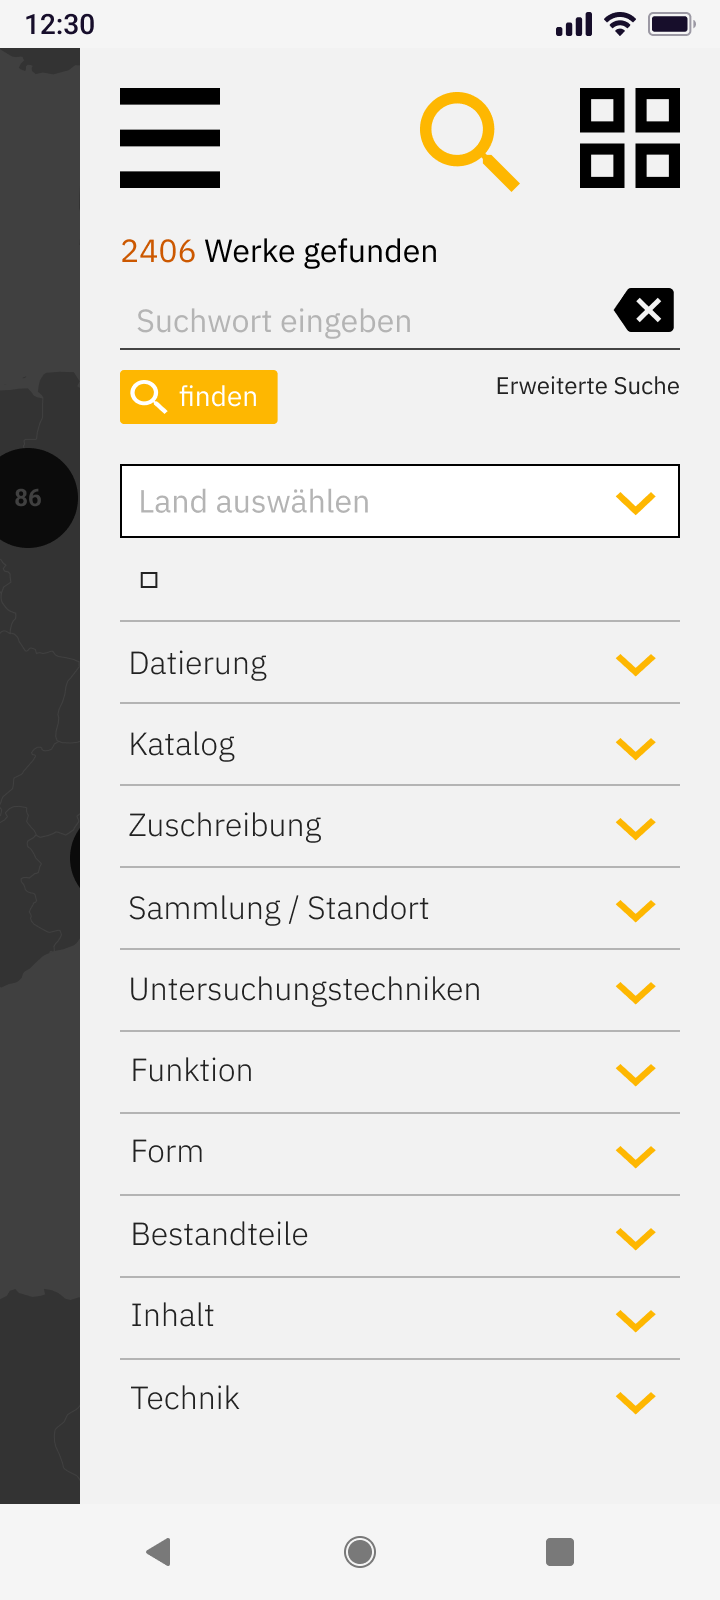 12:30
2406 Werke gefunden
Suchwort eingeben
finden
Erweiterte Suche
86
Land auswählen
Datierung
Katalog
Zuschreibung
Sammlung / Standort
Untersuchungstechniken
Funktion
Form
Bestandteile
Inhalt
Technik